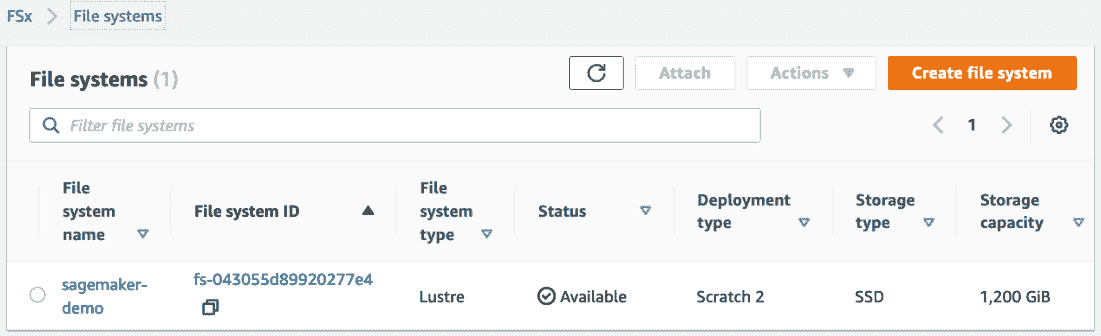 FSx > File systems
File systems (1)
Attach
Actions
Create file system
Filter file systems
1
File
system
name
File system ID
File
system
type
Status
Deployment
type
Storage
type
Storage
capacity
sagemaker-
demo
fs-043055d89920277e4
Lustre
Available
Scratch 2
SSD
1,200 GiB